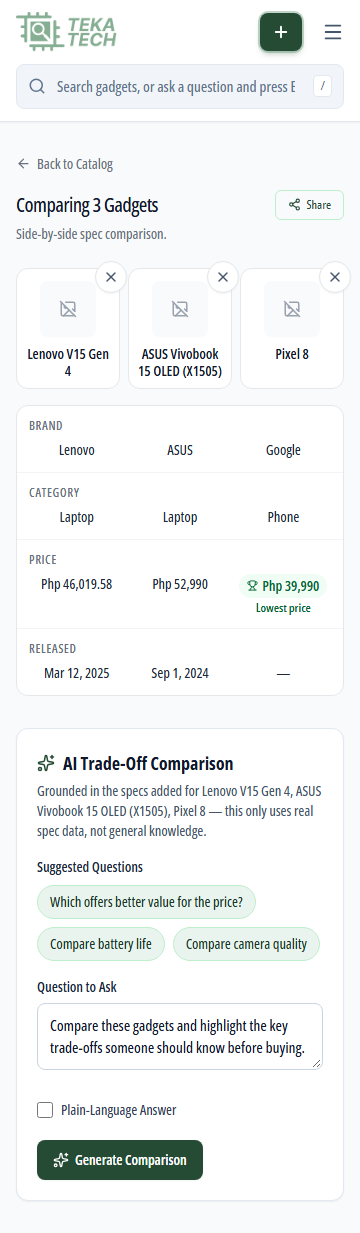 TEKA
TECH
Search gadgets, or ask a question and press E
/
Back to Catalog
Comparing 3 Gadgets
Share
Side-by-side spec comparison.
Lenovo V15 Gen
4
ASUS Vivobook
15 OLED (X1505)
Pixel 8
BRAND
Lenovo ASUS Google
CATEGORY
Laptop Laptop Phone
PRICE
Php 46,019.58 Php 52,990 Php 39,990
Lowest price
RELEASED
Mar 12, 2025 Sep 1, 2024 —
AI Trade-Off Comparison
Grounded in the specs added for Lenovo V15 Gen 4, ASUS
Vivobook 15 OLED (X1505), Pixel 8 — this only uses real
spec data, not general knowledge.
Suggested Questions
Which offers better value for the price?
Compare battery life Compare camera quality
Question to Ask
Compare these gadgets and highlight the key
trade-offs someone should know before buying.
Plain-Language Answer
Generate Comparison